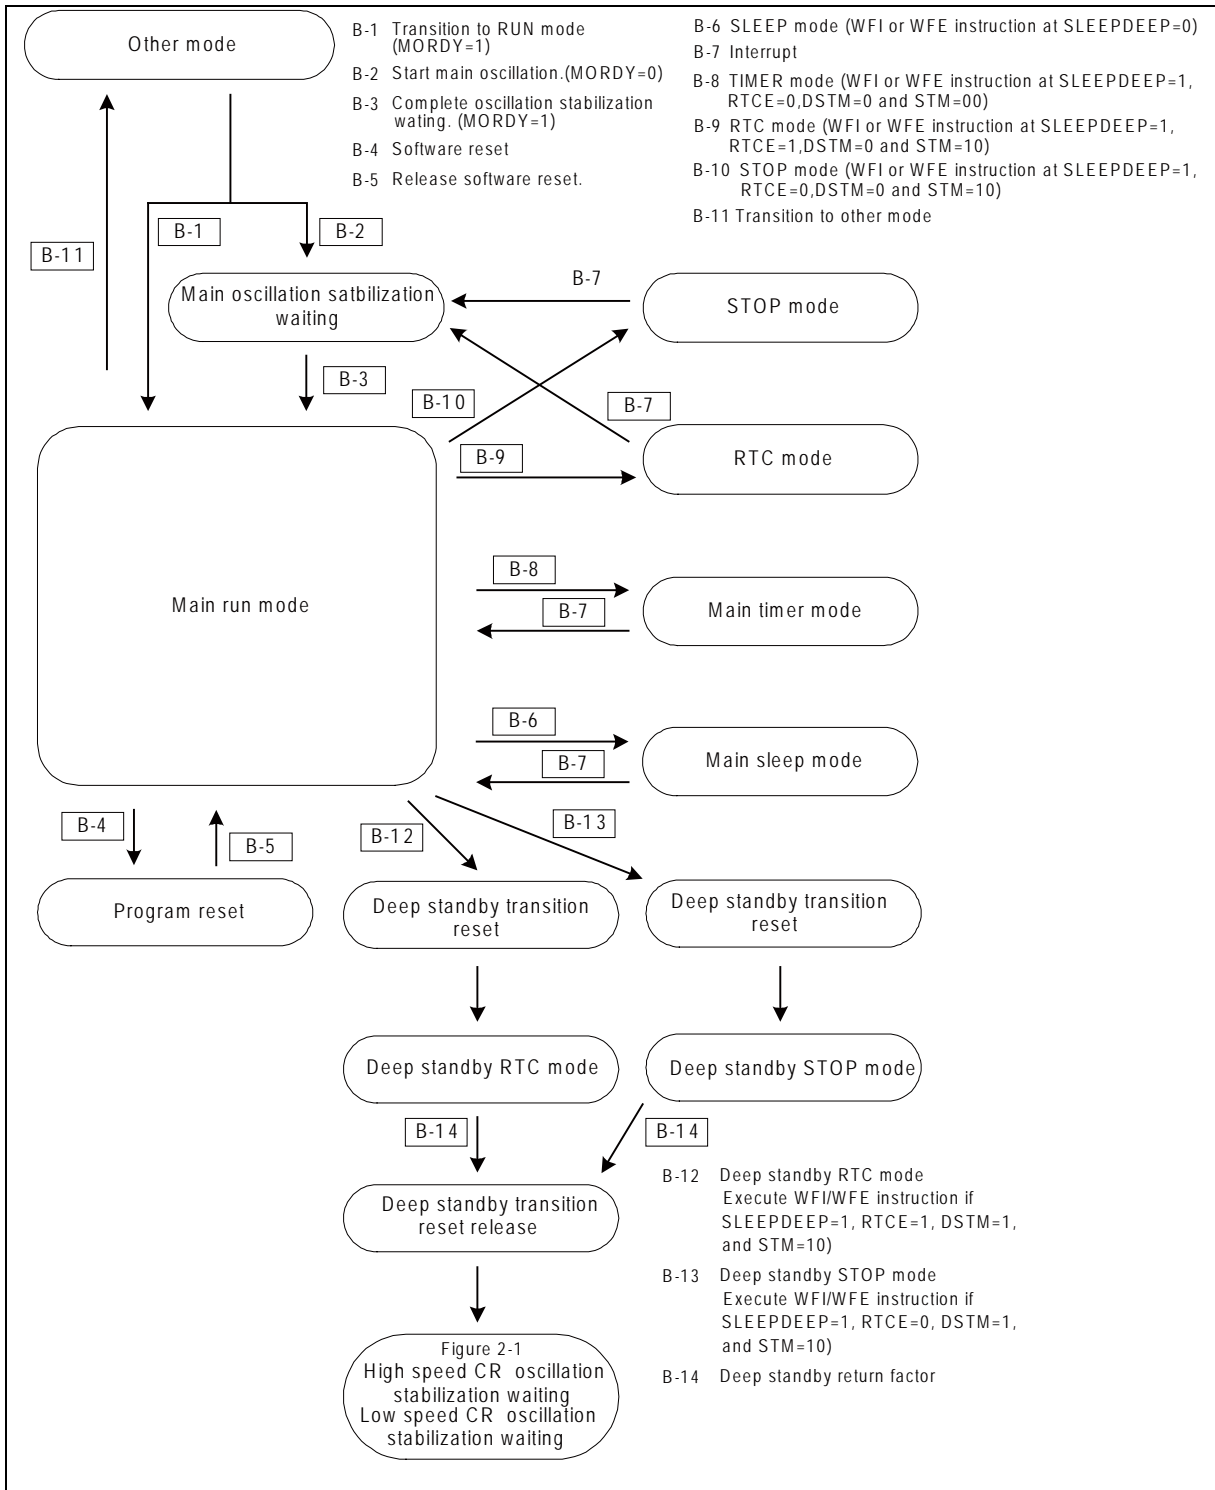 Other mode
B-1 Transition to RUN mode
(MORDY=1)
B-2 Start main oscillation.(MORDY=0)
B-3 Complete oscillation stabilization
wating. (MORDY=1)
B-4 Software reset
B-5 Release software reset.
B-6 SLEEP mode (WFI or WFE instruction at SLEEPDEEP=0)
B-7 Interrupt
B-8 TIMER mode (WFI or WFE instruction at SLEEPDEEP=1,
RTCE=0,DSTM=0 and STM=00)
B-9 RTC mode (WFI or WFE instruction at SLEEPDEEP=1,
RTCE=1,DSTM=0 and STM=10)
B-10 STOP mode (WFI or WFE instruction at SLEEPDEEP=1,
RTCE=0,DSTM=0 and STM=10)
B-11 Transition to other mode
B-11
B-1
B-2
Main oscillation satbilization
waiting
B-7
STOP mode
B-3
B-10
B-7
B-9
RTC mode
Main run mode
B-8
B-7
Main timer mode
B-6
B-7
Main sleep mode
B-4
B-5
B-12
B-13
Program reset
Deep standby transition
reset
Deep standby transition
reset
Deep standby RTC mode
Deep standby STOP mode
B-14
B-14
Deep standby transition
reset release
B-12 Deep standby RTC mode
Execute WFI/WFE instruction if
SLEEPDEEP=1, RTCE=1, DSTM=1,
and STM=10)
B-13 Deep standby STOP mode
Execute WFI/WFE instruction if
SLEEPDEEP=1, RTCE=0, DSTM=1,
and STM=10)
B-14 Deep standby return factor
Figure 2-1
High speed CR oscillation
stabilization waiting
Low speed CR oscillation
stabilization waiting